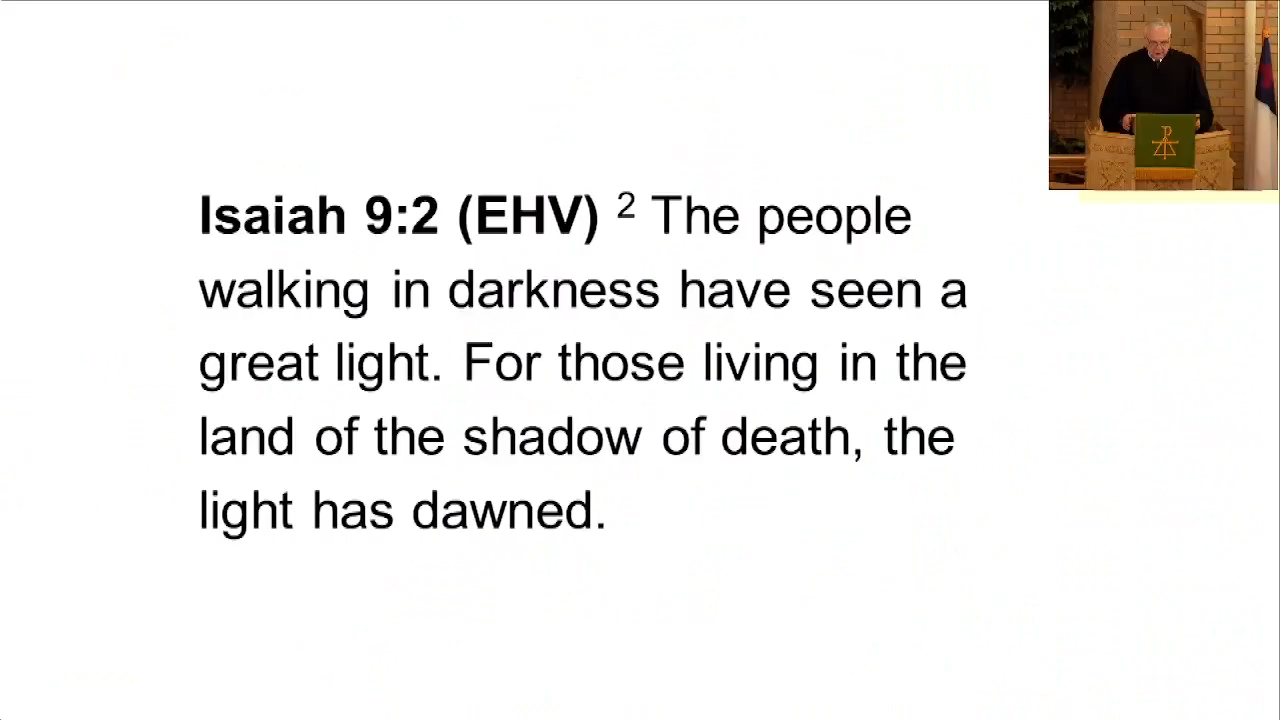 Isaiah 9:2 (EHV) ² The people
walking in darkness have seen a
great light. For those living in the
land of the shadow of death, the
light has dawned.